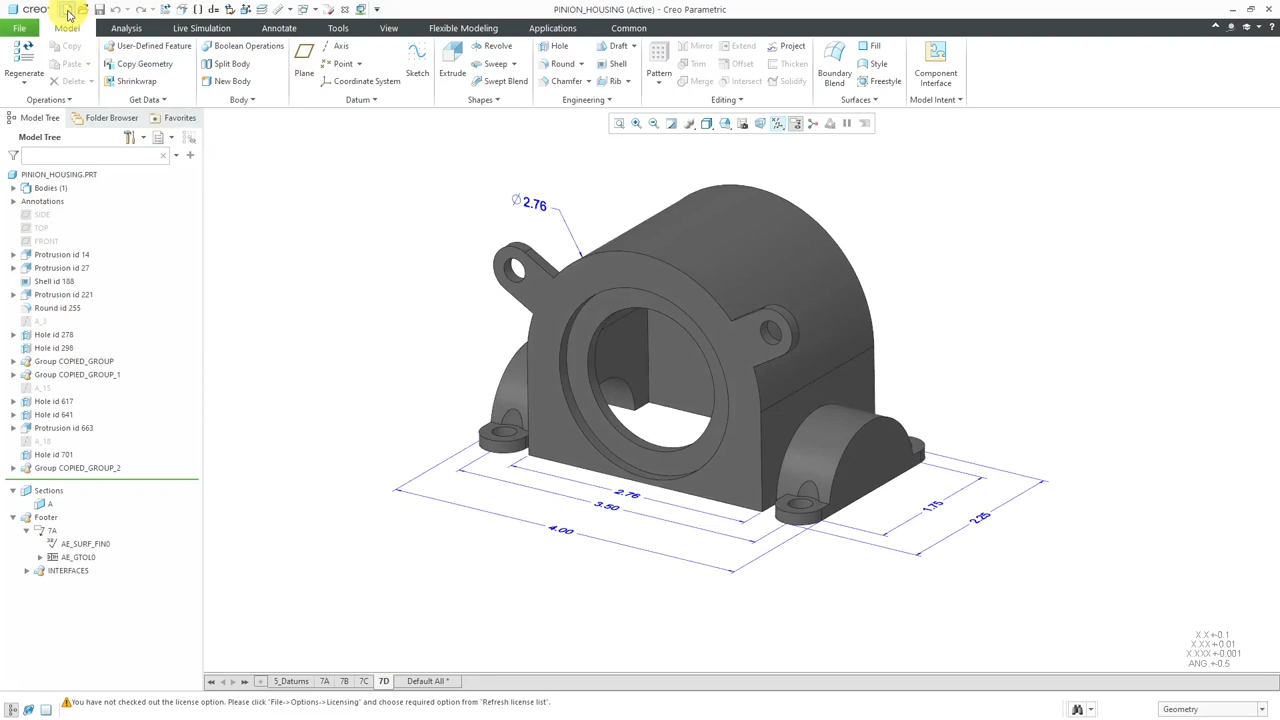 creo
PINION_HOUSING (Active) - Creo Parametric
File Model Analysis Live Simulation Annotate Tools View Flexible Modeling Applications Common
Regenerate
Copy
Paste
Delete
Operations
User-Defined Feature
Copy Geometry
Shrinkwrap
Get Data
Boolean Operations
Split Body
New Body
Body
Plane
Axis
Point
Coordinate System
Sketch
Datum
Extrude
Revolve
Sweep
Swept Blend
Shapes
Hole
Round
Chamfer
Draft
Shell
Rib
Engineering
Pattern
Mirror
Trim
Merge
Extend
Offset
Intersect
Project
Thicken
Solidify
Editing
Boundary
Blend
Fill
Style
Freestyle
Surfaces
Component
Interface
Model Intent
Model Tree Folder Browser Favorites
Model Tree
PINION_HOUSING.PRT
Bodies (1)
Annotations
SIDE
TOP
FRONT
Protrusion id 14
Protrusion id 27
Shell id 188
Protrusion id 221
Round id 255
A_3
Hole id 278
Hole id 298
Group COPIED_GROUP
Group COPIED_GROUP_1
A_15
Hole id 617
Hole id 641
Protrusion id 663
A_18
Hole id 701
Group COPIED_GROUP_2
Sections
A
Footer
7A
AE_SURF_FIN0
AE_GTOL0
INTERFACES
∅ 2.76
2.76
3.50
4.00
1.75
2.25
X.X+-0.1
X.XX+-0.01
X.XXX+-0.001
ANG.+-0.5
5_Datums 7A 7B 7C 7D Default All *
You have not checked out the license option. Please click 'File->Options->Licensing' and choose required option from "Refresh license list".
Geometry